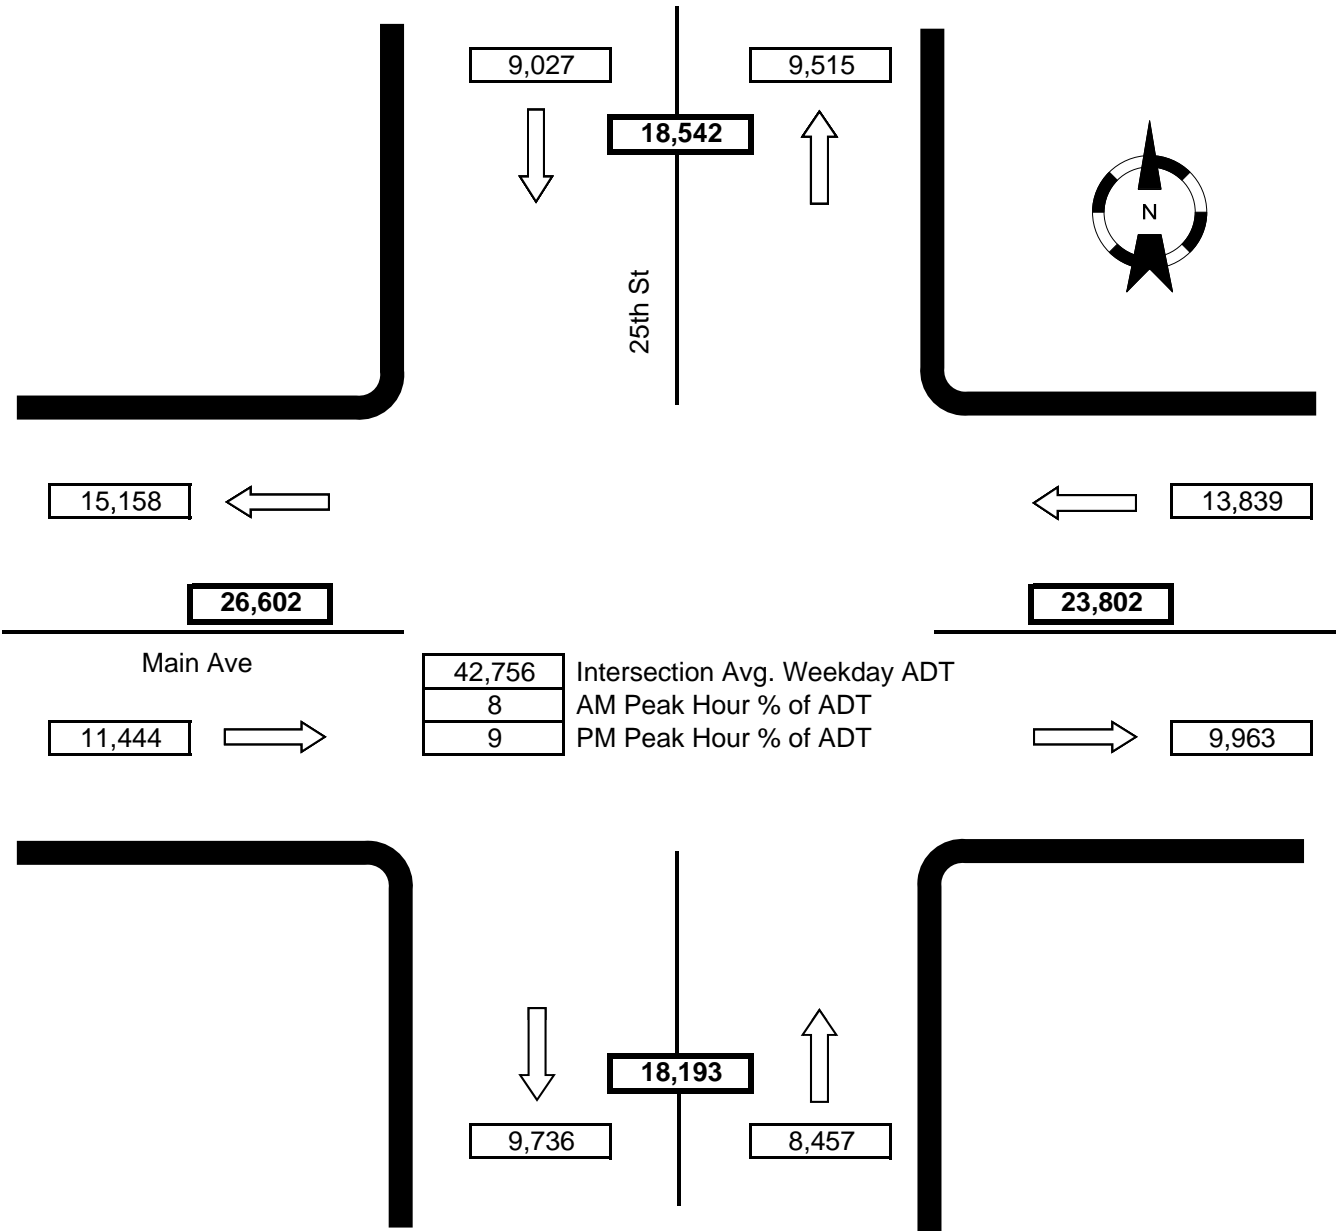 9,027
9,515
18,542
N
25th St
15,158
13,839
26,602
23,802
Main Ave
42,756 Intersection Avg. Weekday ADT
8 AM Peak Hour % of ADT
9 PM Peak Hour % of ADT
11,444
9,963
18,193
9,736
8,457